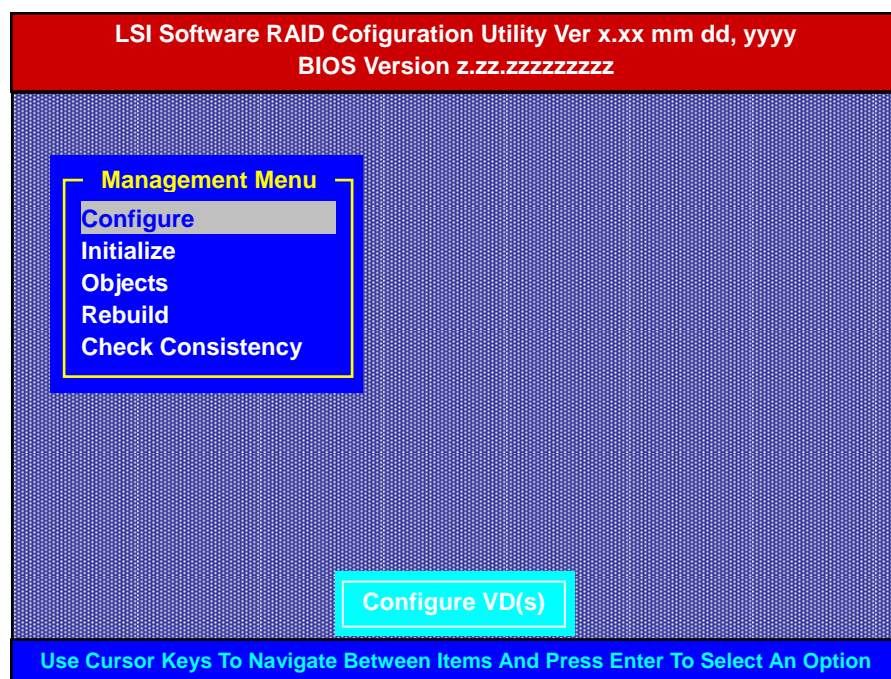 LSI Software RAID Cofiguration Utility Ver x.xx mm dd, yyyy
BIOS Version z.zz.zzzzzzzzz
Management Menu
Configure
Initialize
Objects
Rebuild
Check Consistency
Configure VD(s)
Use Cursor Keys To Navigate Between Items And Press Enter To Select An Option